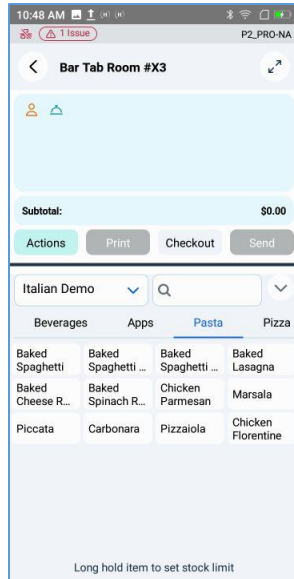 10:48 AM
1 Issue
P2_PRO-NA
Bar Tab Room #X3
Subtotal: $0.00
Actions Print Checkout Send
Italian Demo
Beverages Apps Pasta Pizza
Baked Spaghetti
Baked Spaghetti ...
Baked Spaghetti ...
Baked Lasagna
Baked Cheese R...
Baked Spinach R...
Chicken Parmesan
Marsala
Piccata
Carbonara
Pizzaiola
Chicken Florentine
Long hold item to set stock limit